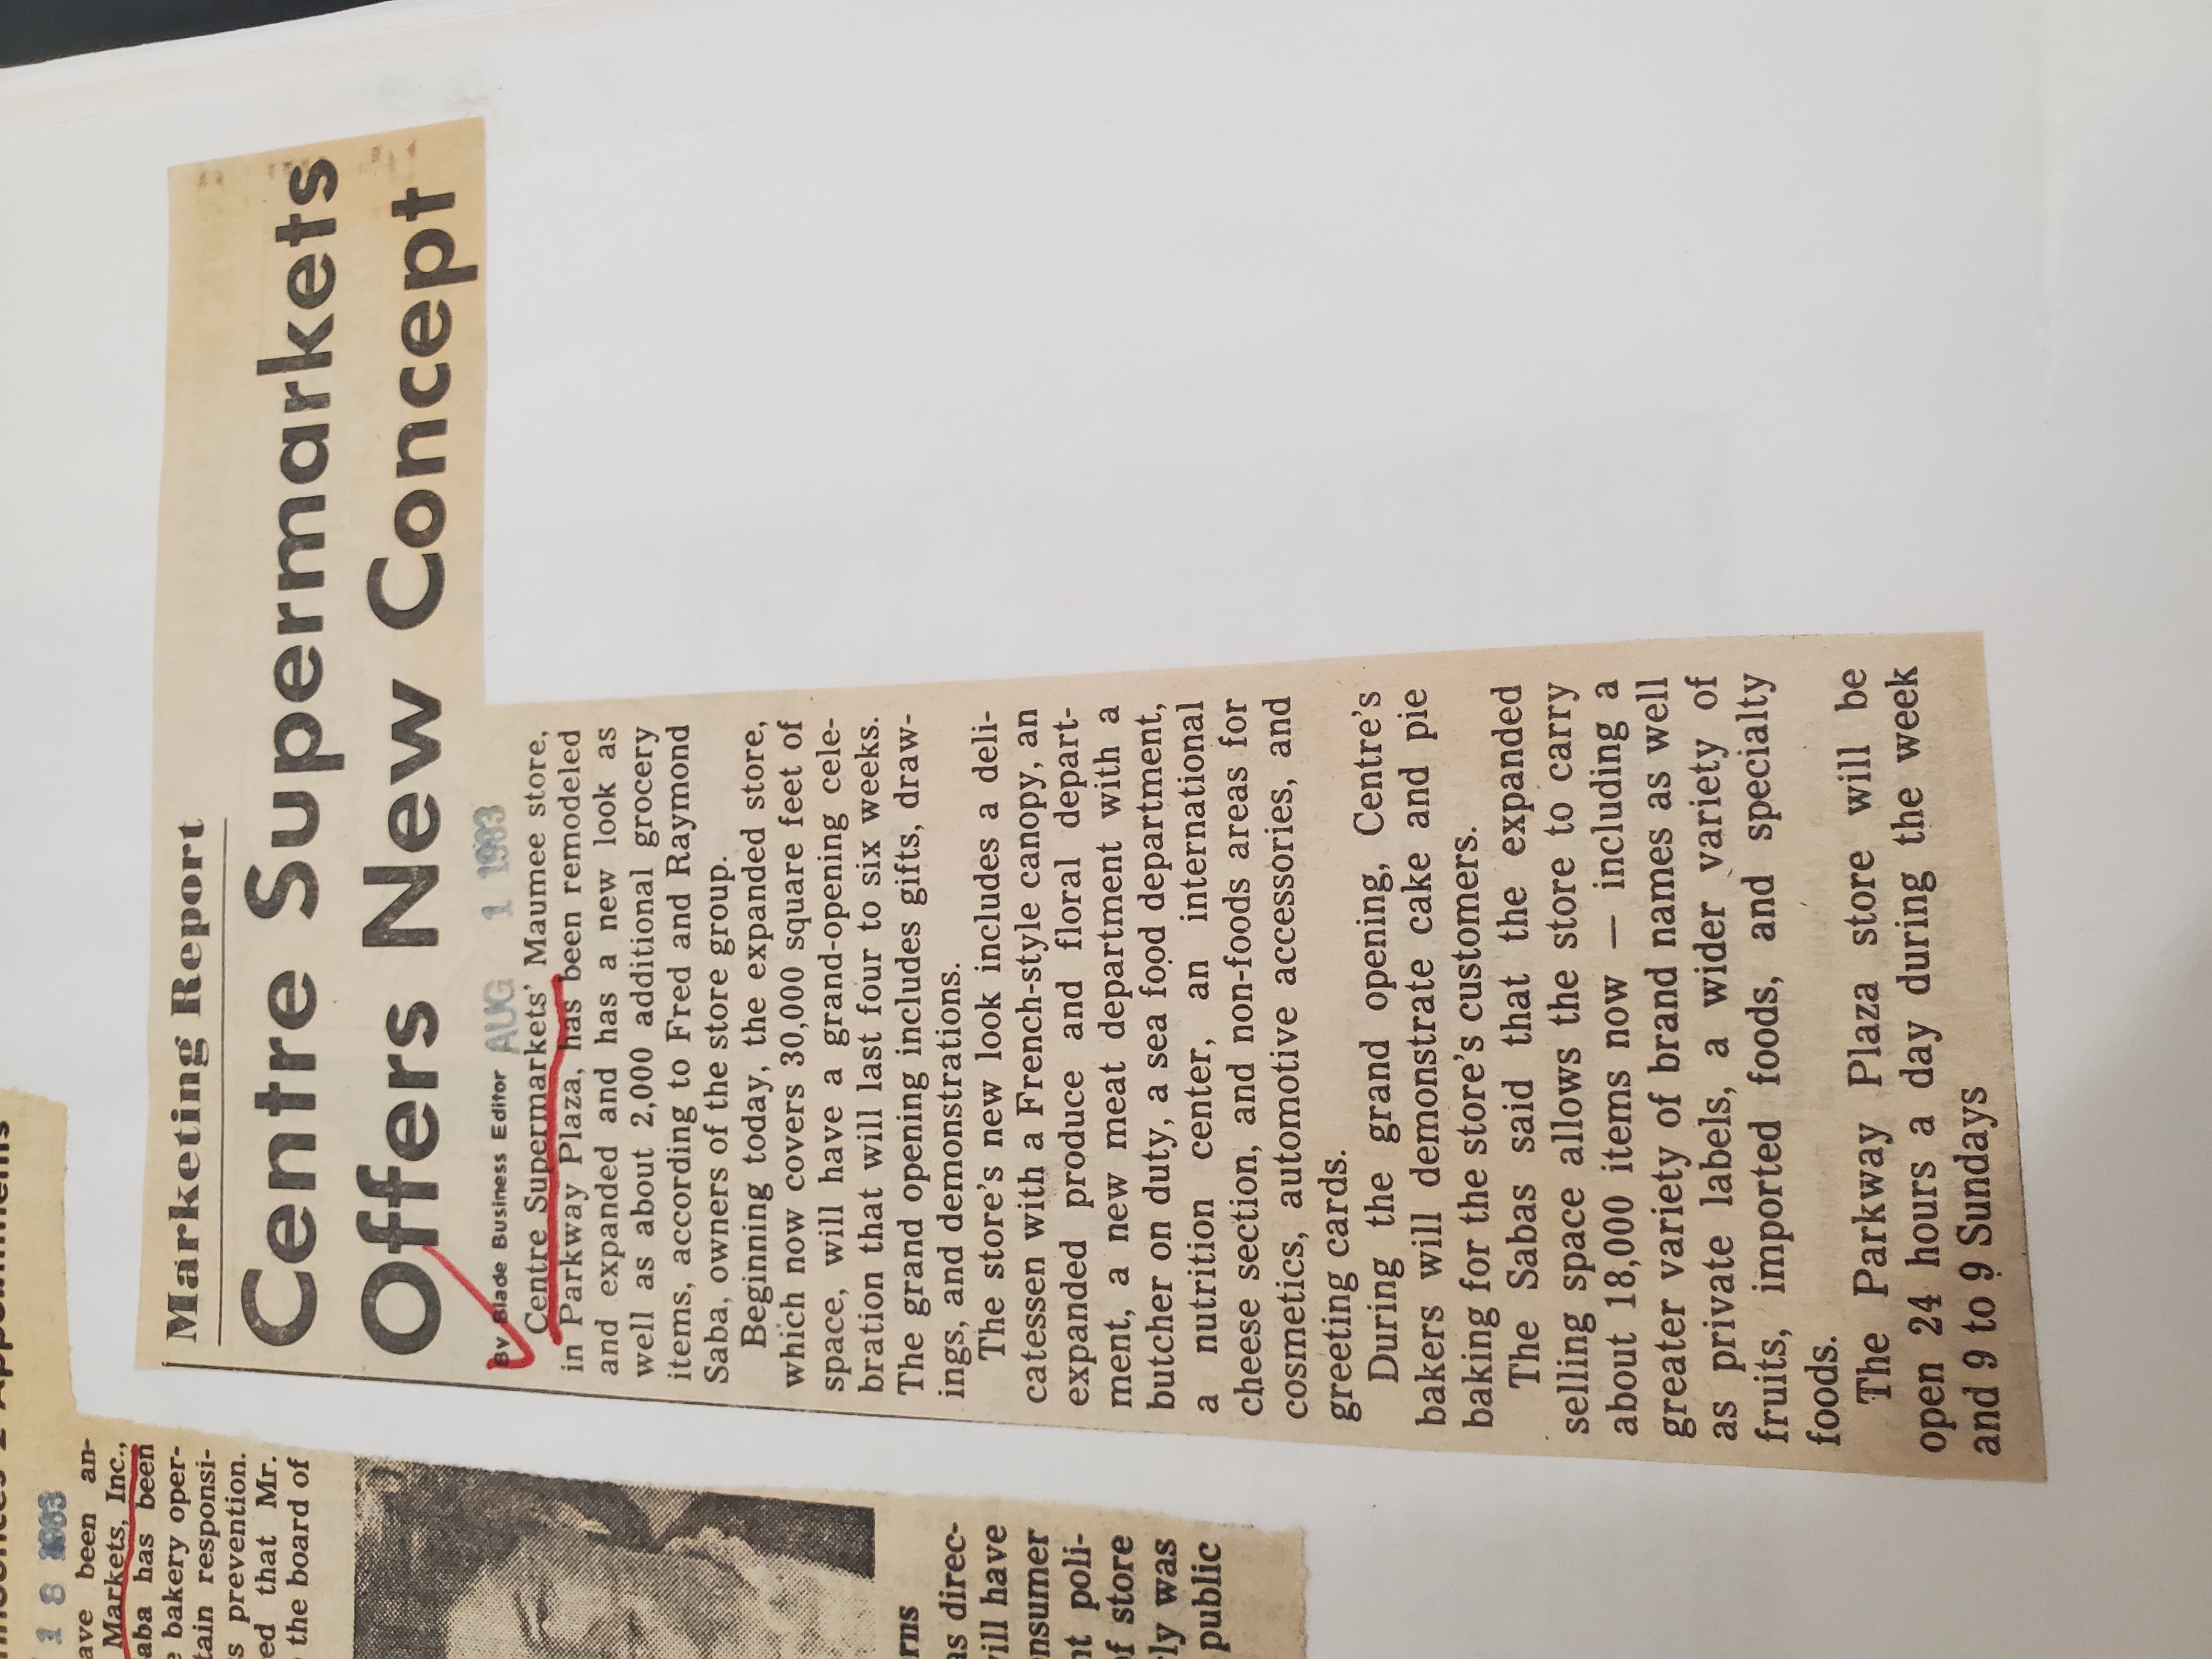 Marketing Report
Centre Supermarkets
Offers New Concept
By Blade Business Editor AUG 1 1983
Centre Supermarkets' Maumee store,
in Parkway Plaza, has been remodeled
and expanded and has a new look as
well as about 2,000 additional grocery
items, according to Fred and Raymond
Saba, owners of the store group.
Beginning today, the expanded store,
which now covers 30,000 square feet of
space, will have a grand-opening cele-
bration that will last four to six weeks.
The grand opening includes gifts, draw-
ings, and demonstrations.
The store's new look includes a deli-
catessen with a French-style canopy, an
expanded produce and floral depart-
ment, a new meat department with a
butcher on duty, a sea food department,
a nutrition center, an international
cheese section, and non-foods areas for
cosmetics, automotive accessories, and
greeting cards.
During the grand opening, Centre's
bakers will demonstrate cake and pie
baking for the store's customers.
The Sabas said that the expanded
selling space allows the store to carry
about 18,000 items now — including a
greater variety of brand names as well
as private labels, a wider variety of
fruits, imported foods, and specialty
foods.
The Parkway Plaza store will be
open 24 hours a day during the week
and 9 to 9 Sundays
18 1983
ave been an-
Markets, Inc.,
aba has been
e bakery oper-
tain responsi-
s prevention.
ed that Mr.
the board of
rns
as direc-
vill have
nsumer
nt poli-
of store
ly was
public